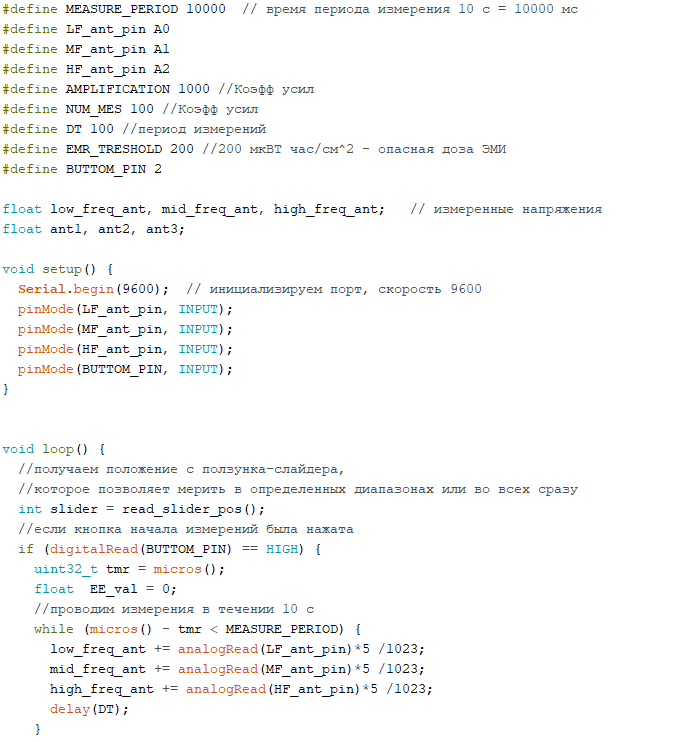 #define MEASURE_PERIOD 10000  // время периода измерения 10 с = 10000 мс
#define LF_ant_pin A0
#define MF_ant_pin A1
#define HF_ant_pin A2
#define AMPLIFICATION 1000 //Коэфф усил
#define NUM_MES 100 //Коэфф усил
#define DT 100 //период измерений
#define EMR_TRESHOLD 200 //200 мкВТ час/см^2 - опасная доза ЭМИ
#define BUTTOM_PIN 2

float low_freq_ant, mid_freq_ant, high_freq_ant;   // измеренные напряжения
float ant1, ant2, ant3;

void setup() {
  Serial.begin(9600);  // инициализируем порт, скорость 9600
  pinMode(LF_ant_pin, INPUT);
  pinMode(MF_ant_pin, INPUT);
  pinMode(HF_ant_pin, INPUT);
  pinMode(BUTTOM_PIN, INPUT);
}


void loop() {
  //получаем положение с ползунка-слайдера,
  //которое позволяет мерить в определенных диапазонах или во всех сразу
  int slider = read_slider_pos();
  //если кнопка начала измерений была нажата
  if (digitalRead(BUTTOM_PIN) == HIGH) {
    uint32_t tmr = micros();
    float  EE_val = 0;
    //проводим измерения в течении 10 с
    while (micros() - tmr < MEASURE_PERIOD) {
      low_freq_ant += analogRead(LF_ant_pin)*5 /1023;
      mid_freq_ant += analogRead(MF_ant_pin)*5 /1023;
      high_freq_ant += analogRead(HF_ant_pin)*5 /1023;
      delay(DT);
    }